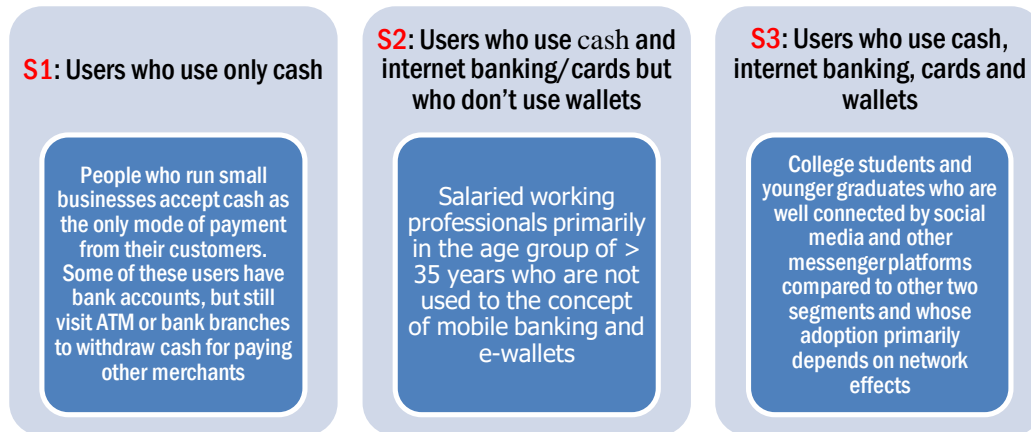 S1: Users who use only cash
People who run small
businesses accept cash as
the only mode of payment
from their customers.
Some of these users have
bank accounts, but still
visit ATM or bank branches
to withdraw cash for paying
other merchants
S2: Users who use cash and
internet banking/cards but
who don't use wallets
Salaried working
professionals primarily
in the age group of >
35 years who are not
used to the concept
of mobile banking and
e-wallets
S3: Users who use cash,
internet banking, cards and
wallets
College students and
younger graduates who are
well connected by social
media and other
messenger platforms
compared to other two
segments and whose
adoption primarily
depends on network
effects